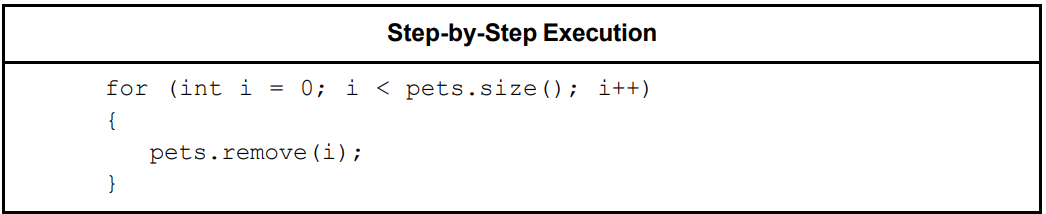 Step-by-Step Execution
for (int i = 0; i < pets.size(); i++)
{
pets.remove(i);
}